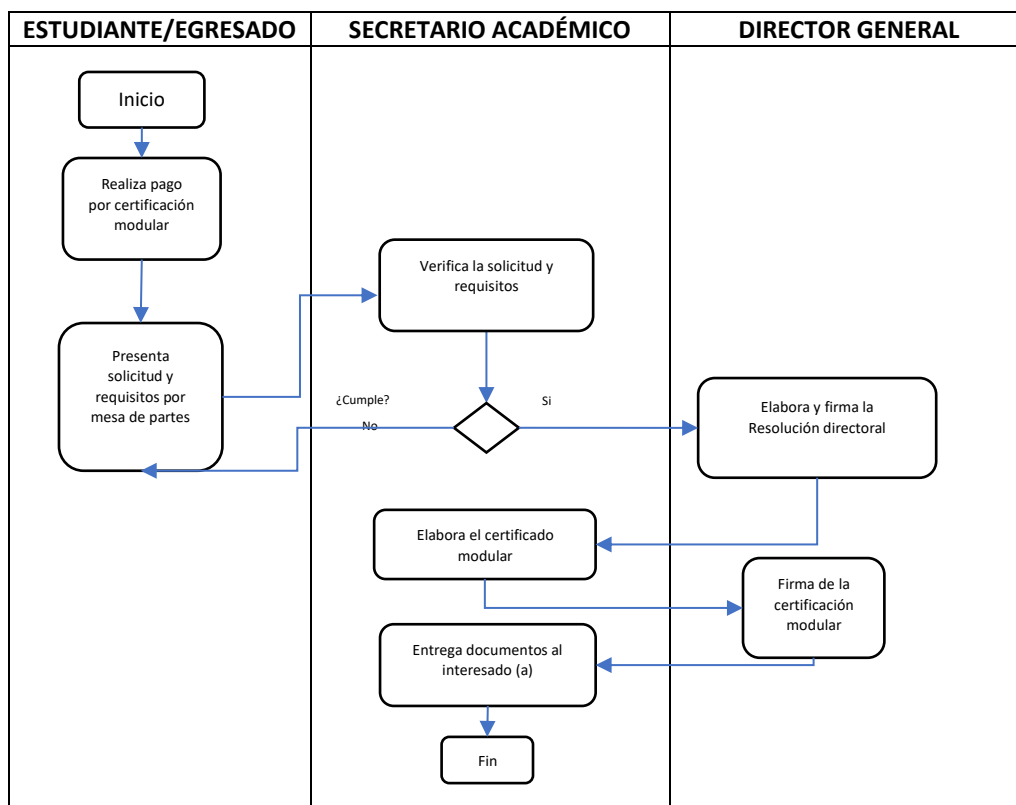 ESTUDIANTE/EGRESADO
SECRETARIO ACADÉMICO
DIRECTOR GENERAL
Inicio
Realiza pago
por certificación
modular
Presenta
solicitud y
requisitos por
mesa de partes
Verifica la solicitud y
requisitos
¿Cumple?
No
Si
Elabora y firma la
Resolución directoral
Elabora el certificado
modular
Firma de la
certificación
modular
Entrega documentos al
interesado (a)
Fin